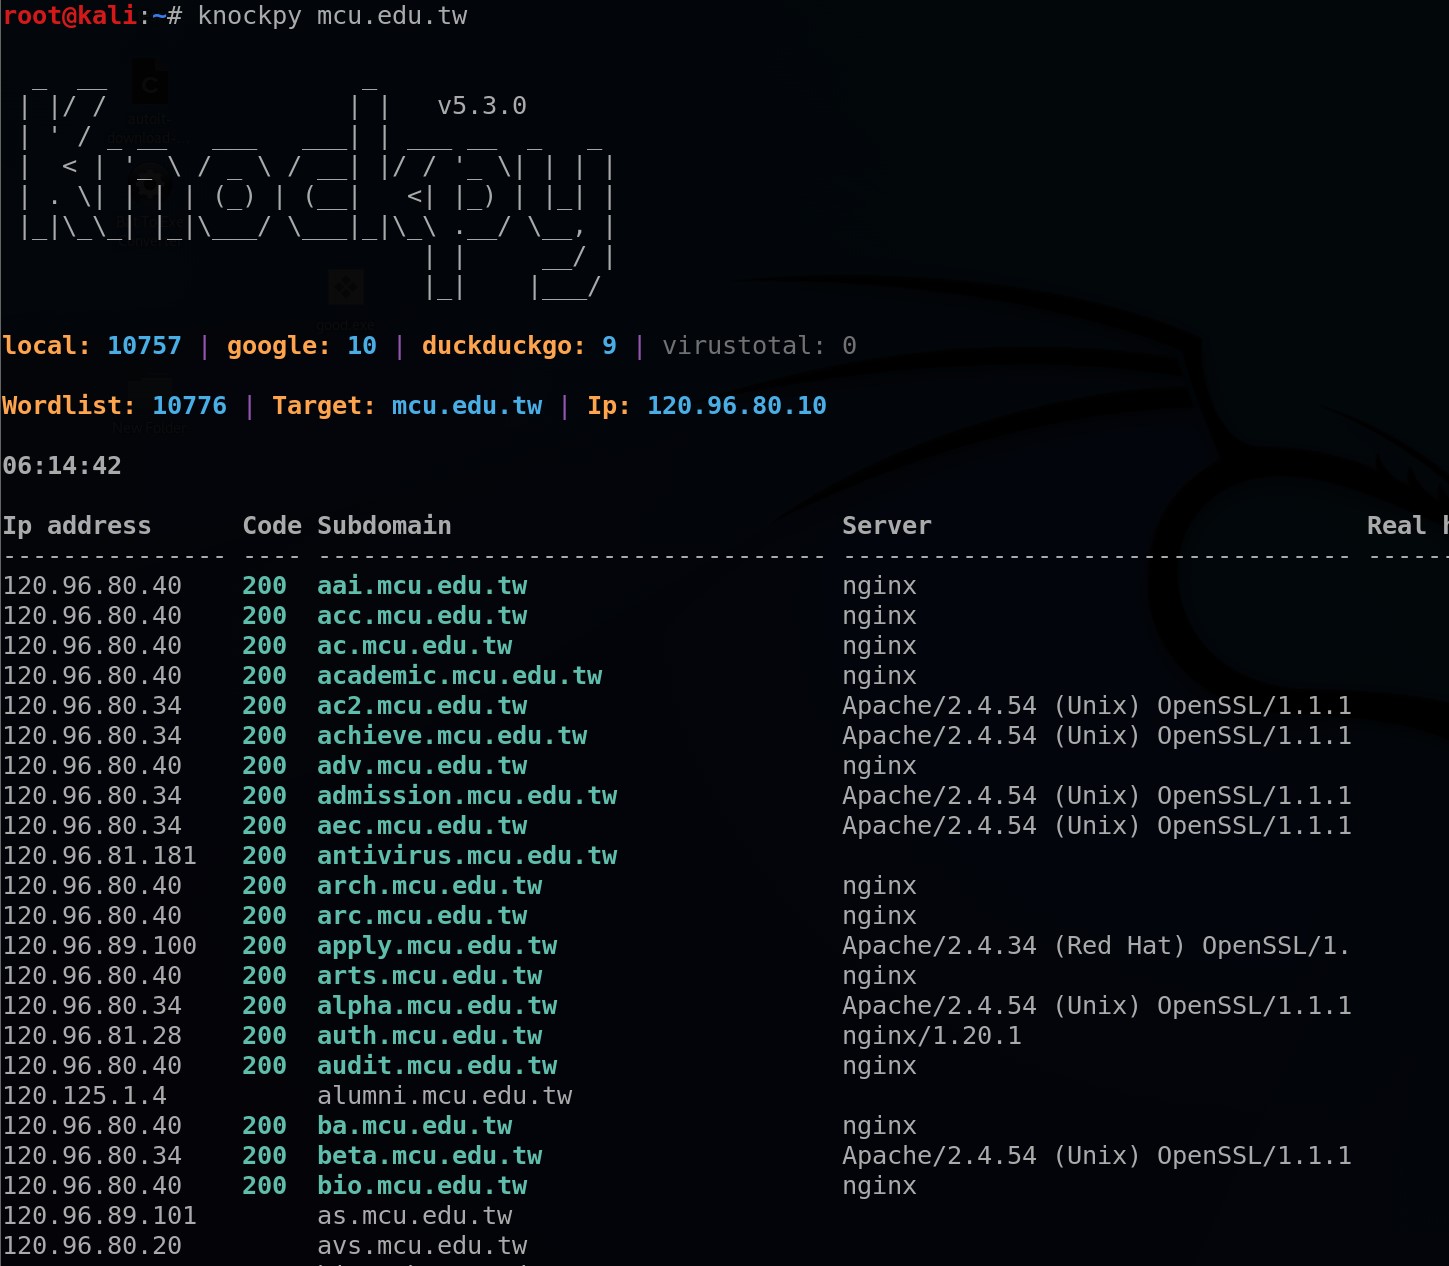 root@kali:~# knockpy mcu.edu.tw
  _  __                 _
 | |/ /                | |   v5.3.0
 | ' / _ __   ___   ___| | ___ __  _   _
 |  < | '_ \ / _ \ / __| |/ / '_ \| | | |
 | . \| | | | (_) | (__|   <| |_) | |_| |
 |_|\_\_| |_|\___/ \___|_|\_\ .__/ \__, |
                            | |     __/ |
                            |_|    |___/
local: 10757 | google: 10 | duckduckgo: 9 | virustotal: 0
Wordlist: 10776 | Target: mcu.edu.tw | Ip: 120.96.80.10
06:14:42
Ip address      Code Subdomain                          Server                             Real h
--------------- ---- ---------------------------------- ---------------------------------- ------
120.96.80.40    200  aai.mcu.edu.tw                     nginx
120.96.80.40    200  acc.mcu.edu.tw                     nginx
120.96.80.40    200  ac.mcu.edu.tw                      nginx
120.96.80.40    200  academic.mcu.edu.tw                nginx
120.96.80.34    200  ac2.mcu.edu.tw                     Apache/2.4.54 (Unix) OpenSSL/1.1.1
120.96.80.34    200  achieve.mcu.edu.tw                 Apache/2.4.54 (Unix) OpenSSL/1.1.1
120.96.80.40    200  adv.mcu.edu.tw                     nginx
120.96.80.34    200  admission.mcu.edu.tw               Apache/2.4.54 (Unix) OpenSSL/1.1.1
120.96.80.34    200  aec.mcu.edu.tw                     Apache/2.4.54 (Unix) OpenSSL/1.1.1
120.96.81.181   200  antivirus.mcu.edu.tw
120.96.80.40    200  arch.mcu.edu.tw                    nginx
120.96.80.40    200  arc.mcu.edu.tw                     nginx
120.96.89.100   200  apply.mcu.edu.tw                   Apache/2.4.34 (Red Hat) OpenSSL/1.
120.96.80.40    200  arts.mcu.edu.tw                    nginx
120.96.80.34    200  alpha.mcu.edu.tw                   Apache/2.4.54 (Unix) OpenSSL/1.1.1
120.96.81.28    200  auth.mcu.edu.tw                    nginx/1.20.1
120.96.80.40    200  audit.mcu.edu.tw                   nginx
120.125.1.4          alumni.mcu.edu.tw
120.96.80.40    200  ba.mcu.edu.tw                      nginx
120.96.80.34    200  beta.mcu.edu.tw                    Apache/2.4.54 (Unix) OpenSSL/1.1.1
120.96.80.40    200  bio.mcu.edu.tw                     nginx
120.96.89.101        as.mcu.edu.tw
120.96.80.20         avs.mcu.edu.tw